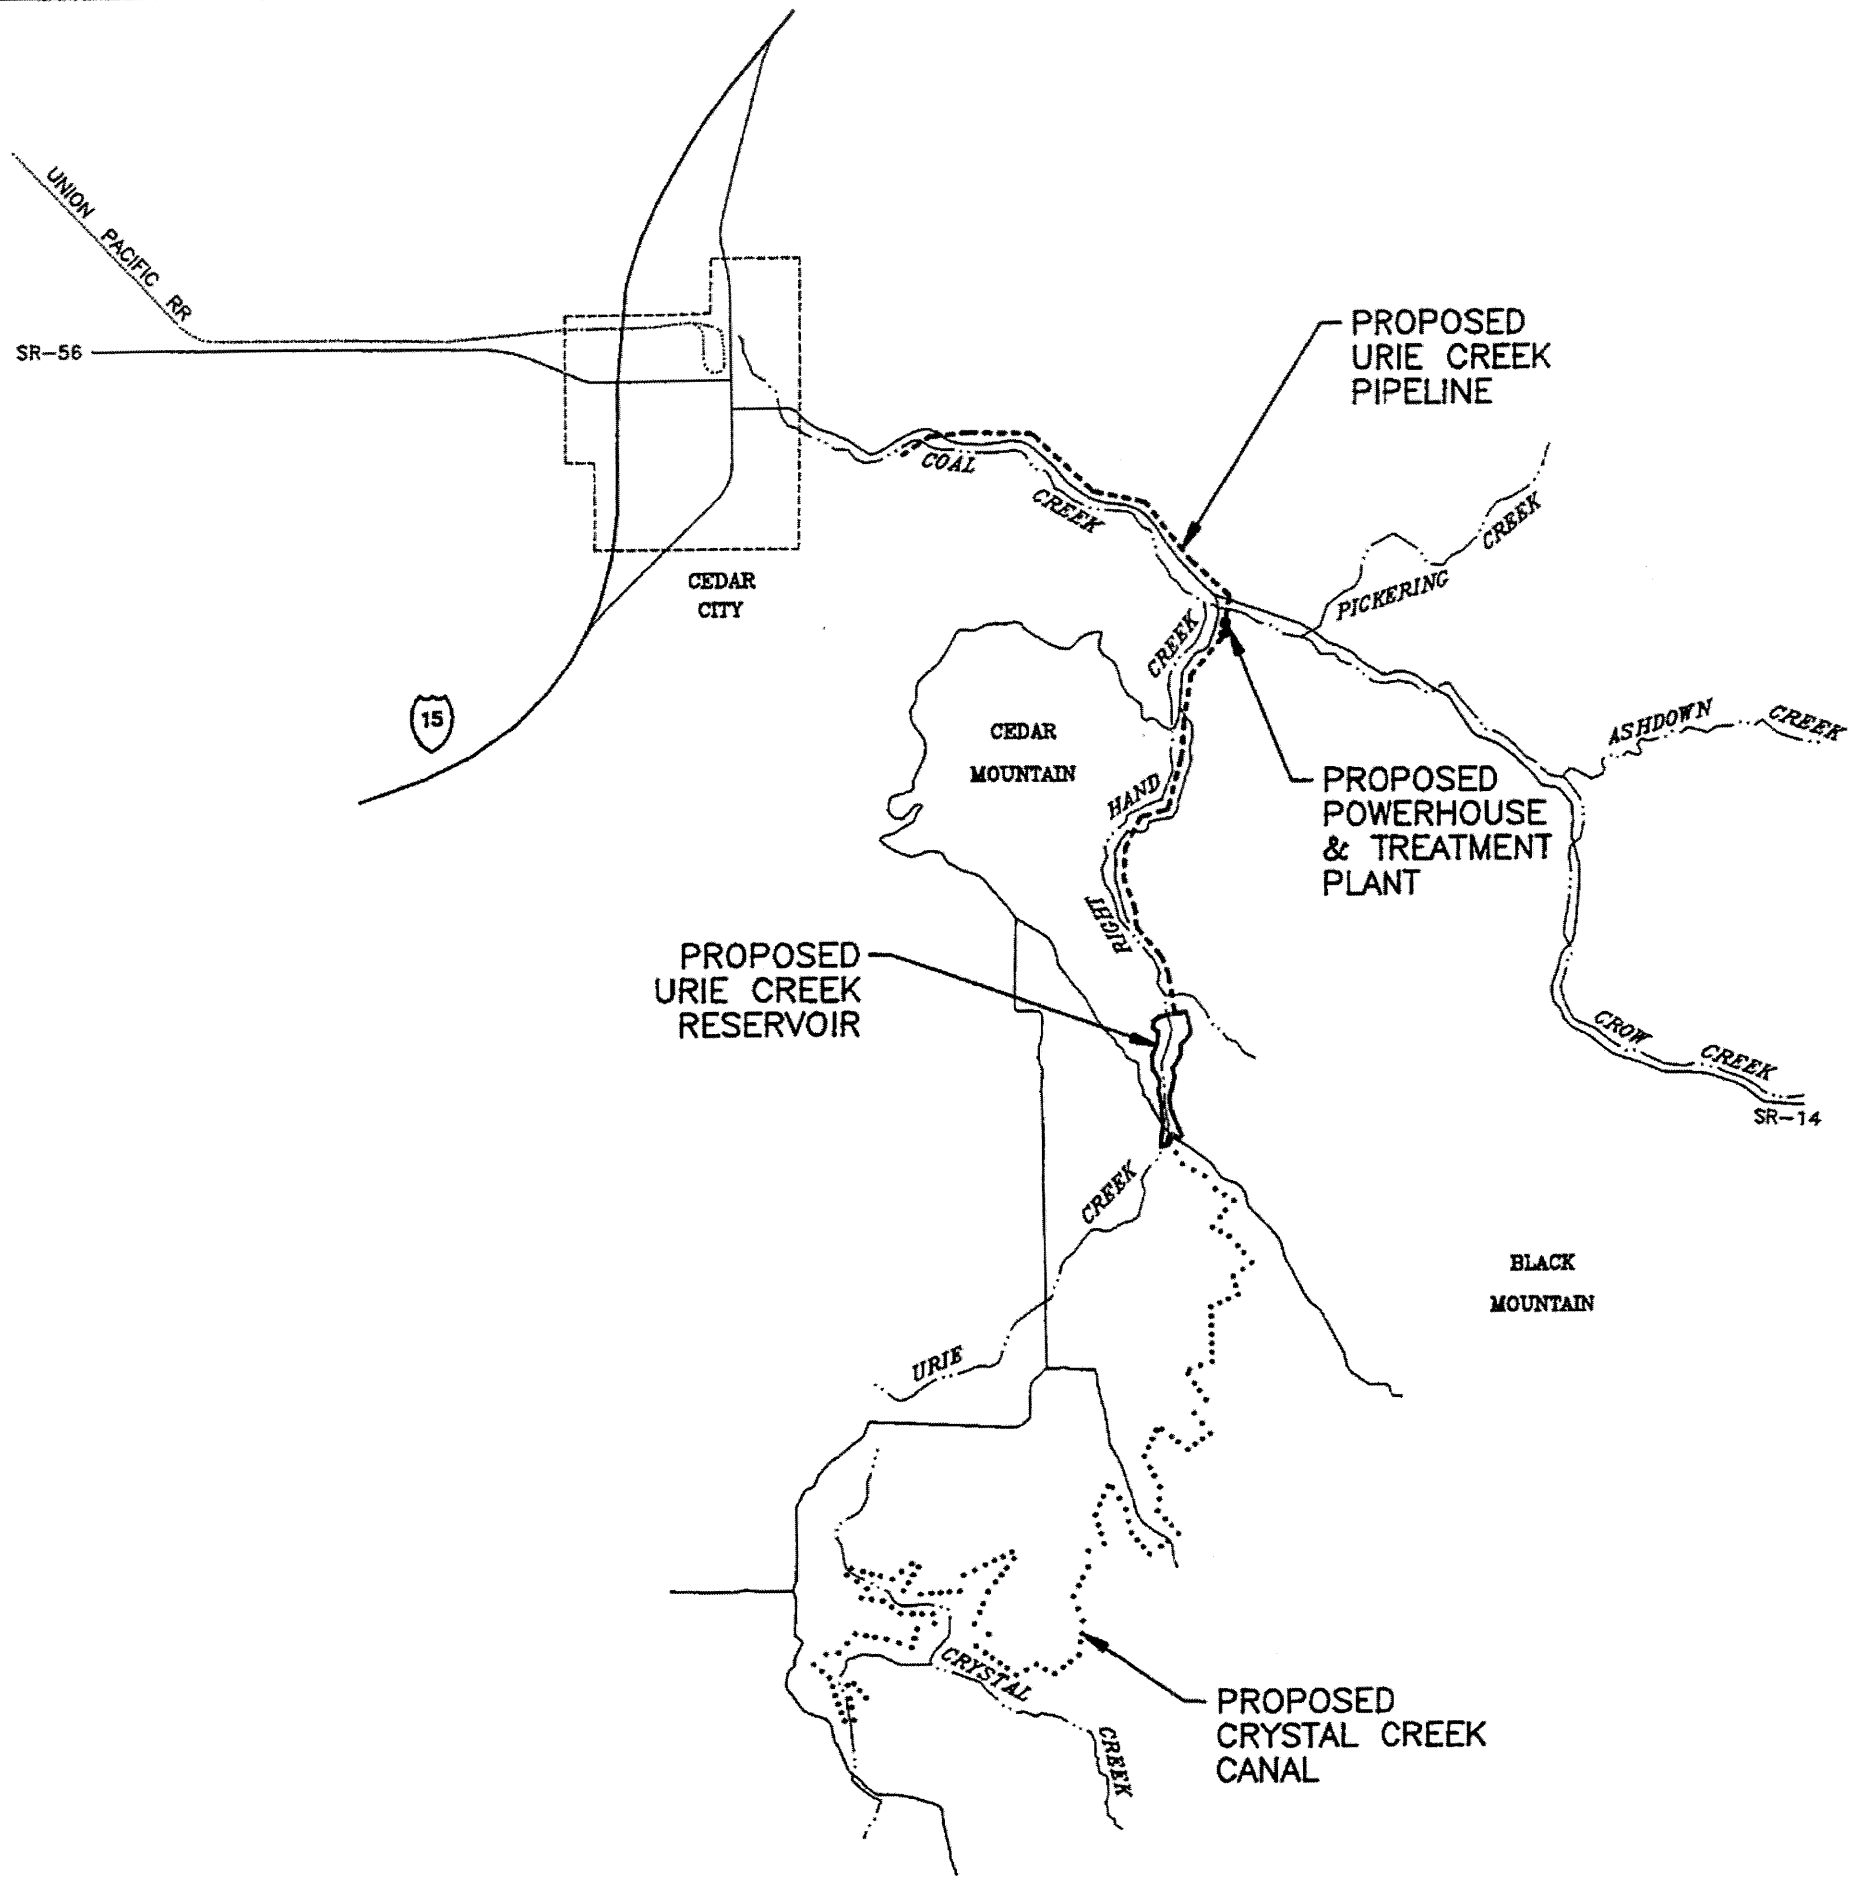 UNION PACIFIC RR
SR-56
PROPOSED
URIE CREEK
PIPELINE
COAL
CREEK
CREEK
PICKERING
CEDAR
CITY
CREEK
15
CEDAR
MOUNTAIN
ASHDOWN CREEK
HAND
PROPOSED
POWERHOUSE
& TREATMENT
PLANT
RIGHT
PROPOSED
URIE CREEK
RESERVOIR
CROW CREEK
SR-14
CREEK
URIE
BLACK
MOUNTAIN
CRYSTAL
CREEK
PROPOSED
CRYSTAL CREEK
CANAL